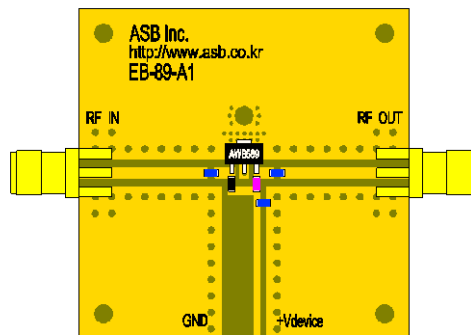 ASB Inc.
http://www.asb.co.kr
EB-89-A1
RF IN
RF OUT
AWB589
GND
+Vdevice